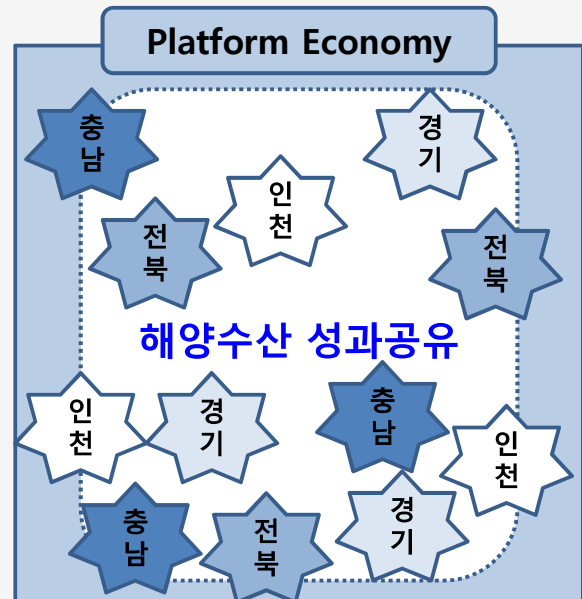 Platform Economy
충
남
경
기
인
천
전
북
전
북
해양수산 성과공유
인
천
경
기
충
남
인
천
충
남
전
북
경
기